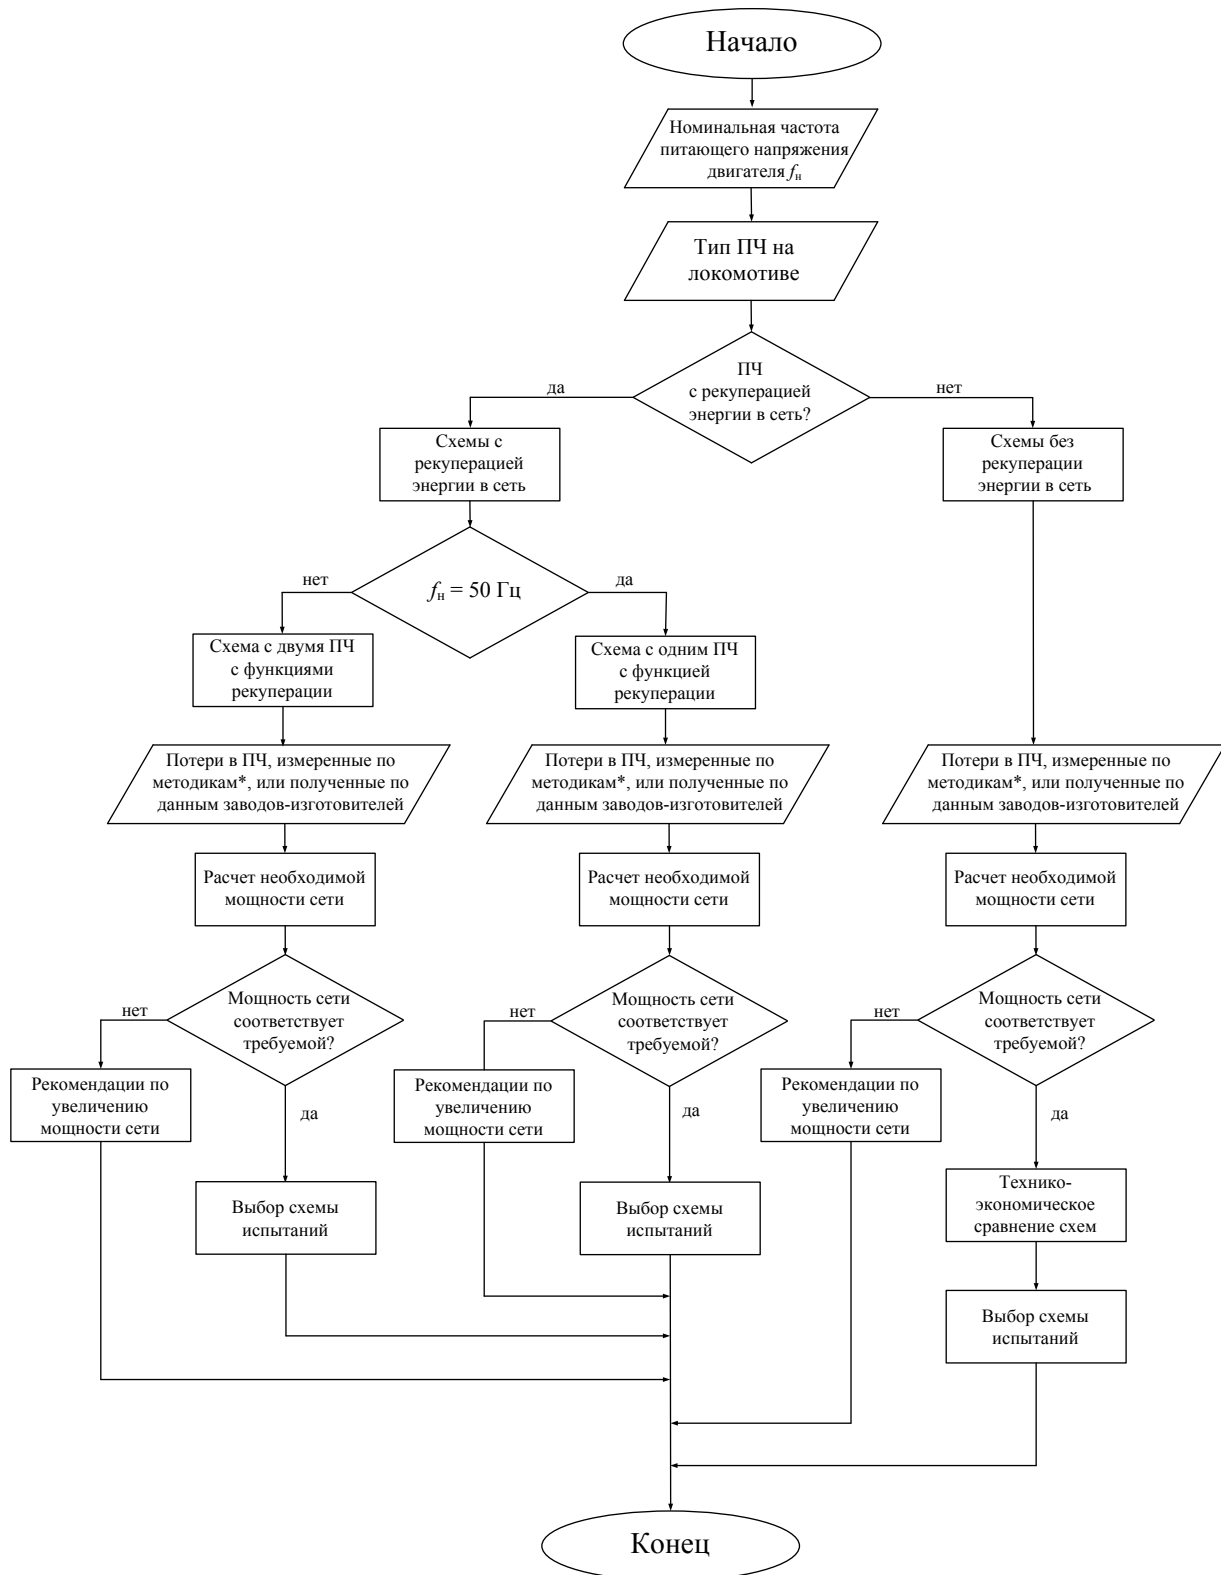 Начало
Номинальная частота
питающего напряжения
двигателя fн
Тип ПЧ на
локомотиве
ПЧ
с рекуперацией
энергии в сеть?
да
нет
Схемы с
рекуперацией
энергии в сеть
Схемы без
рекуперации
энергии в сеть
fн = 50 Гц
нет
да
Схема с двумя ПЧ
с функциями
рекуперации
Схема с одним ПЧ
с функцией
рекуперации
Потери в ПЧ, измеренные по
методикам*, или полученные по
данным заводов-изготовителей
Потери в ПЧ, измеренные по
методикам*, или полученные по
данным заводов-изготовителей
Потери в ПЧ, измеренные по
методикам*, или полученные по
данным заводов-изготовителей
Расчет необходимой
мощности сети
Расчет необходимой
мощности сети
Расчет необходимой
мощности сети
Мощность сети
соответствует
требуемой?
нет
да
Мощность сети
соответствует
требуемой?
нет
да
Мощность сети
соответствует
требуемой?
нет
да
Рекомендации по
увеличению
мощности сети
Рекомендации по
увеличению
мощности сети
Рекомендации по
увеличению
мощности сети
Выбор схемы
испытаний
Выбор схемы
испытаний
Технико-
экономическое
сравнение схем
Выбор схемы
испытаний
Конец